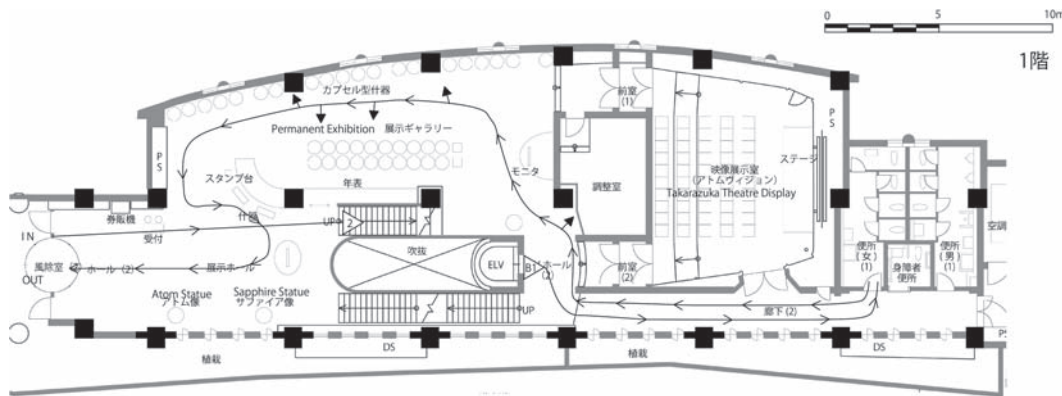 0 5 10m
1階
カプセル型什器
Permanent Exhibition 展示ギャラリー
PS
スタンプ台
年表
モニタ
前室
(1)
調整室
映像展示室
(アトムヴィジョン)
Takarazuka Theatre Display
ステージ
PS
券販機
什器
IN
受付
UP
2
風除室
ホール (2)
展示ホール
OUT
吹抜
ELV
B1
ホール
(2)
前室
(2)
便所
(女)
(1)
身障者
便所
便所
(男)
(1)
空調
Atom Statue
アトム像
Sapphire Statue
サファイア像
UP
廊下 (2)
植栽
DS
植栽
DS